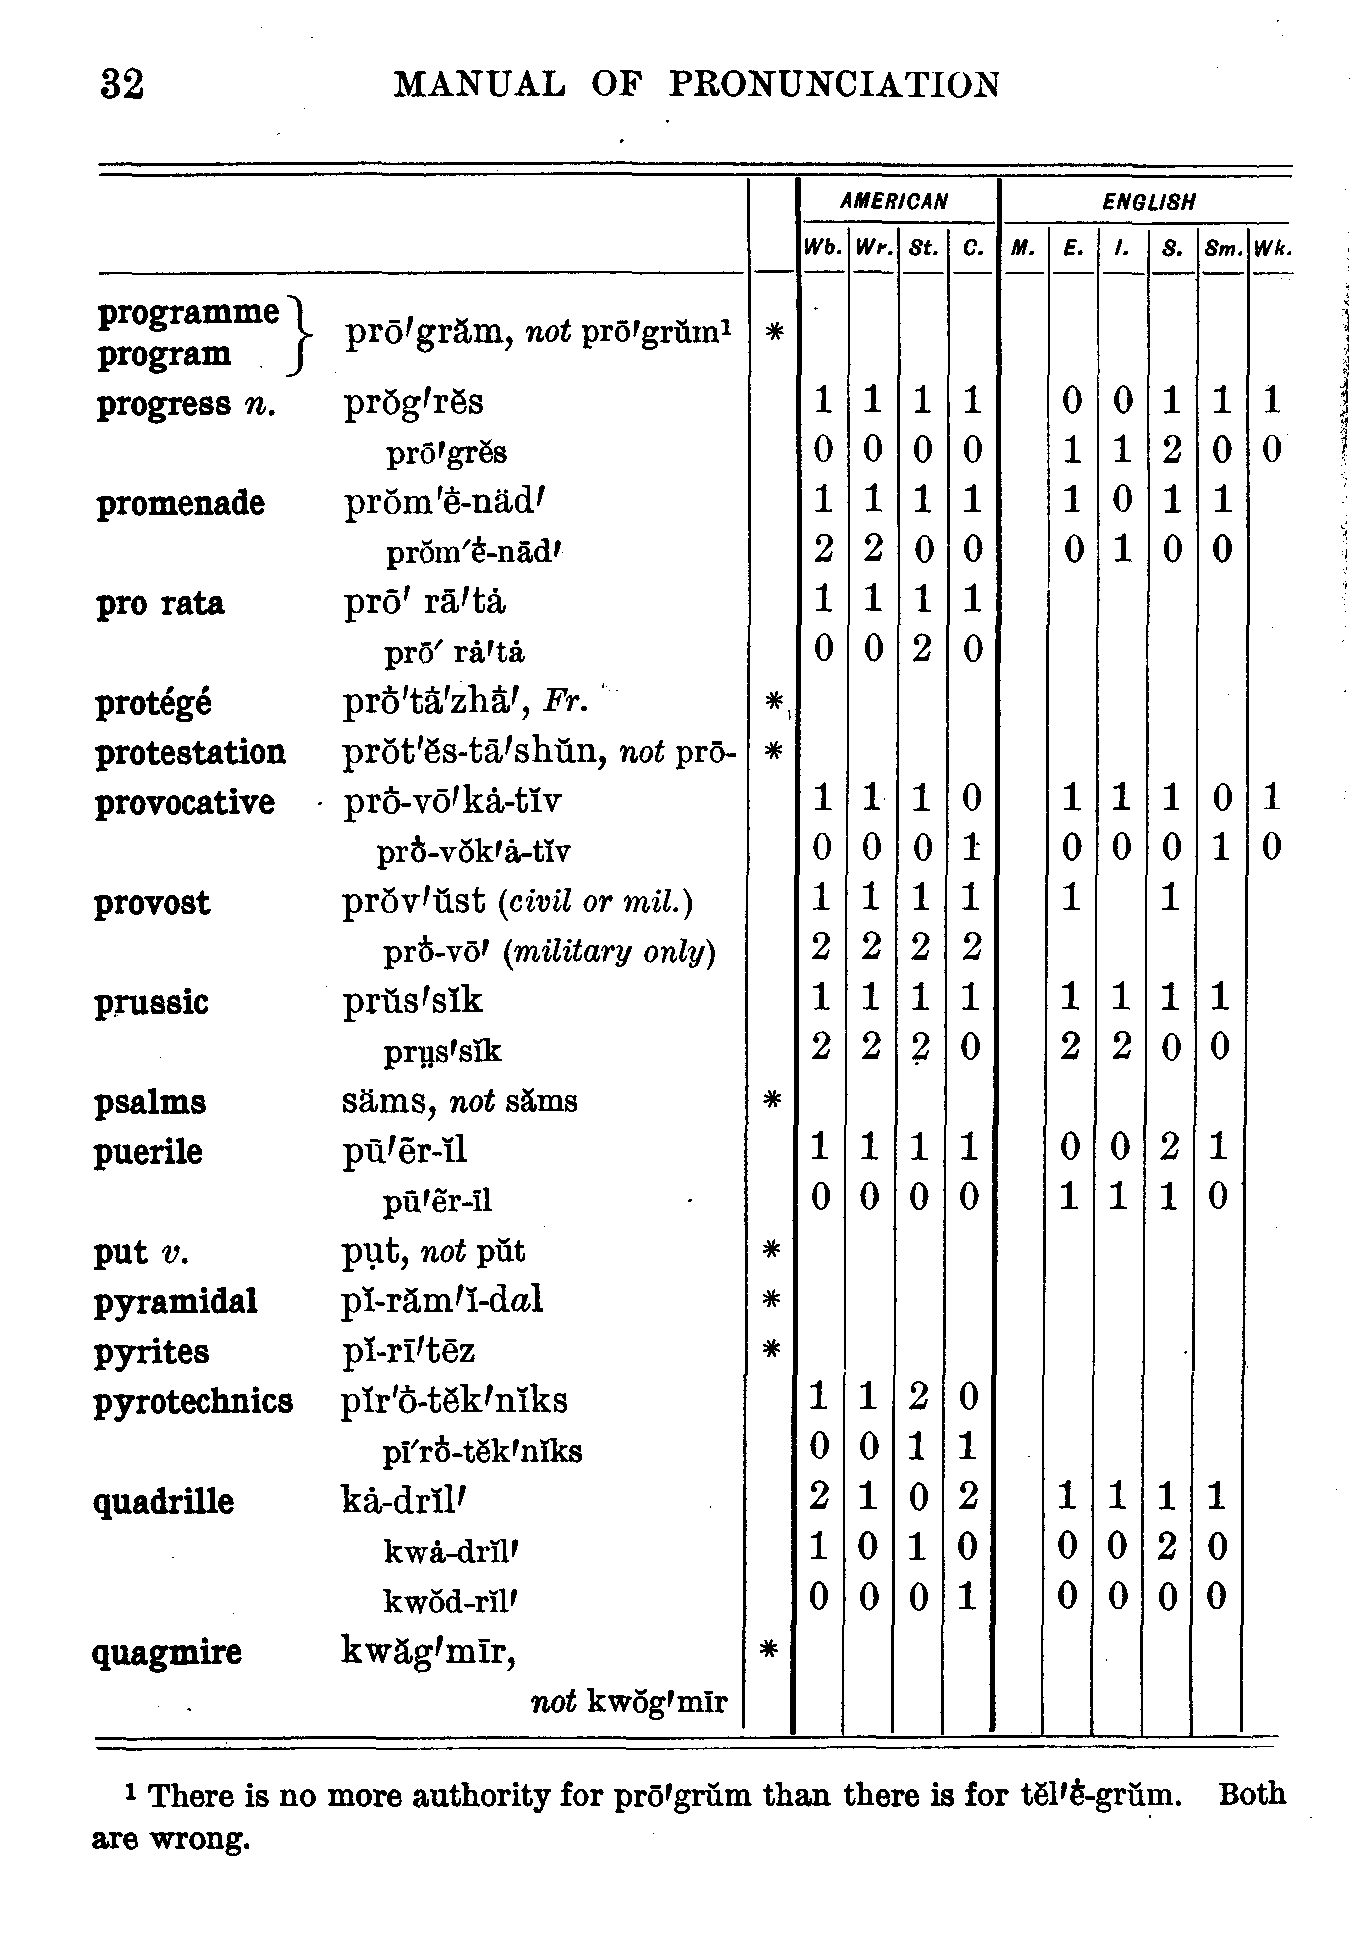 32 MANUAL OF PRONUNCIATION
AMERICAN ENGLISH
Wb. Wr. St. C. M. E. I. S. Sm. Wk.
programme
program } prō′grăm, not prō′grŭm¹ *
progress n. prŏg′rĕs 1 1 1 1 0 0 1 1 1
prō′grĕs 0 0 0 0 1 1 2 0 0
promenade prŏm′ė-näd′ 1 1 1 1 1 0 1 1
prŏm′ė-nād′ 2 2 0 0 0 1 0 0
pro rata prō′ rā′tȧ 1 1 1 1
prō′ rȧ′tȧ 0 0 2 0
protégé prȯ′tȧ′zhȧ′, Fr. *
protestation prŏt′ĕs-tā′shŭn, not prō- *
provocative prȯ-vō′kȧ-tĭv 1 1 1 0 1 1 1 0 1
prȯ-vŏk′ȧ-tĭv 0 0 0 1 0 0 0 1 0
provost prŏv′ŭst (civil or mil.) 1 1 1 1 1 1
prȯ-vō′ (military only) 2 2 2 2
prussic prŭs′sĭk 1 1 1 1 1 1 1 1
prṳs′sĭk 2 2 2 0 2 2 0 0
psalms säms, not săms *
puerile pū′ẽr-ĭl 1 1 1 1 0 0 2 1
pū′ẽr-īl 0 0 0 0 1 1 1 0
put v. pụt, not pŭt *
pyramidal pĭ-răm′ĭ-dal *
pyrites pĭ-rī′tēz *
pyrotechnics pĭr′ȯ-tĕk′nĭks 1 1 2 0
pī′rȯ-tĕk′nĭks 0 0 1 1
quadrille kȧ-drĭl′ 2 1 0 2 1 1 1 1
kwȧ-drĭl′ 1 0 1 0 0 0 2 0
kwŏd-rĭl′ 0 0 0 1 0 0 0 0
quagmire kwăg′mīr, *
not kwŏg′mīr
¹ There is no more authority for prō′grŭm than there is for tĕl′ė-grŭm. Both
are wrong.